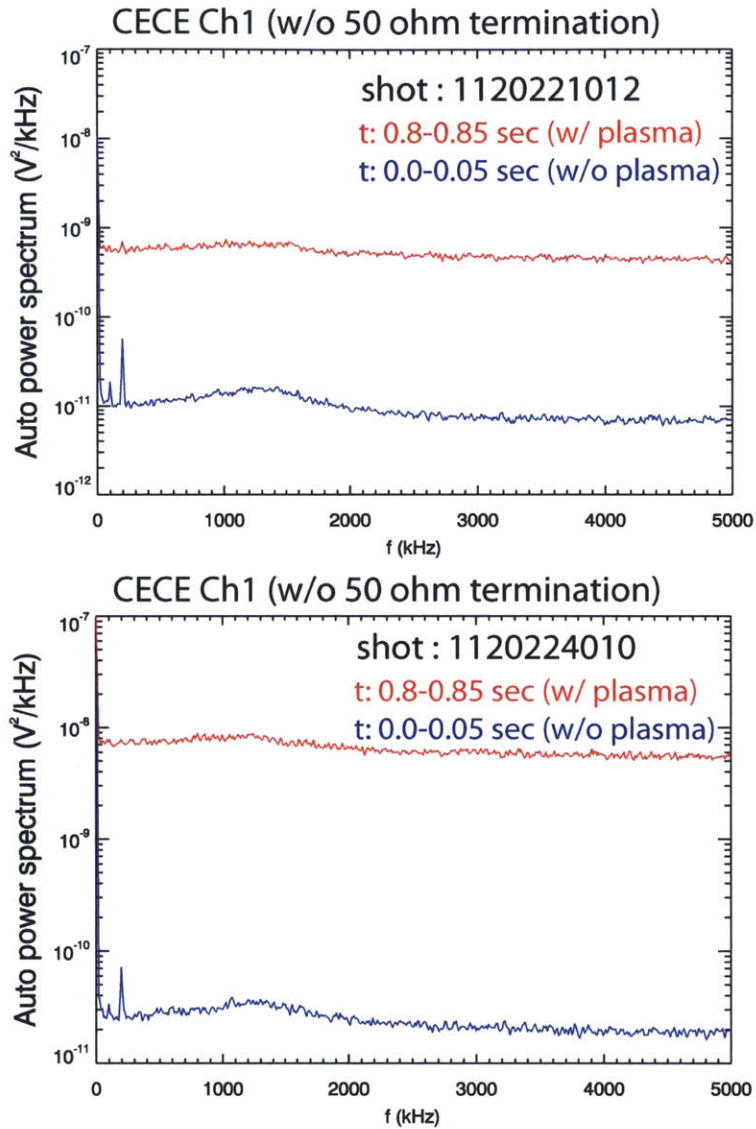 CECE Ch1 (w/o 50 ohm termination)
shot : 1120221012
t: 0.8-0.85 sec (w/ plasma)
t: 0.0-0.05 sec (w/o plasma)
Auto power spectrum (V²/kHz)
10⁻⁷
10⁻⁸
10⁻⁹
10⁻¹⁰
10⁻¹¹
10⁻¹²
0 1000 2000 3000 4000 5000
f (kHz)
CECE Ch1 (w/o 50 ohm termination)
shot : 1120224010
t: 0.8-0.85 sec (w/ plasma)
t: 0.0-0.05 sec (w/o plasma)
Auto power spectrum (V²/kHz)
10⁻⁷
10⁻⁸
10⁻⁹
10⁻¹⁰
10⁻¹¹
0 1000 2000 3000 4000 5000
f (kHz)